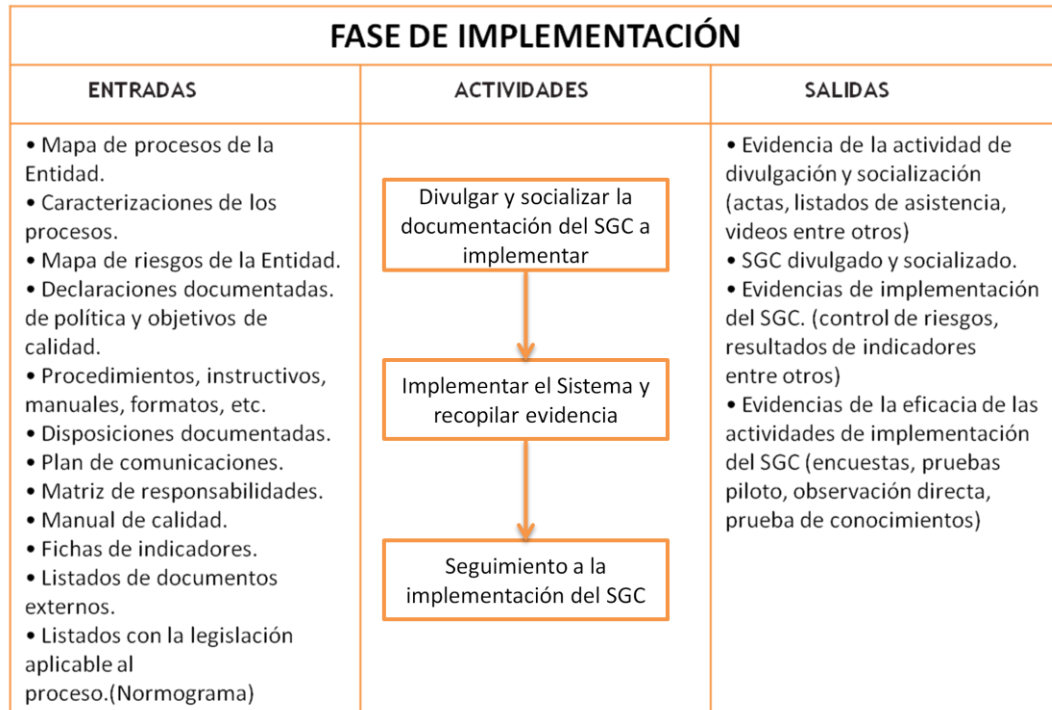 FASE DE IMPLEMENTACIÓN
ENTRADAS
ACTIVIDADES
SALIDAS
• Mapa de procesos de la
Entidad.
• Caracterizaciones de los
procesos.
• Mapa de riesgos de la Entidad.
• Declaraciones documentadas.
de política y objetivos de
calidad.
• Procedimientos, instructivos,
manuales, formatos, etc.
• Disposiciones documentadas.
• Plan de comunicaciones.
• Matriz de responsabilidades.
• Manual de calidad.
• Fichas de indicadores.
• Listados de documentos
externos.
• Listados con la legislación
aplicable al
proceso.(Normograma)
Divulgar y socializar la
documentación del SGC a
implementar
Implementar el Sistema y
recopilar evidencia
Seguimiento a la
implementación del SGC
• Evidencia de la actividad de
divulgación y socialización
(actas, listados de asistencia,
videos entre otros)
• SGC divulgado y socializado.
• Evidencias de implementación
del SGC. (control de riesgos,
resultados de indicadores
entre otros)
• Evidencias de la eficacia de las
actividades de implementación
del SGC (encuestas, pruebas
piloto, observación directa,
prueba de conocimientos)